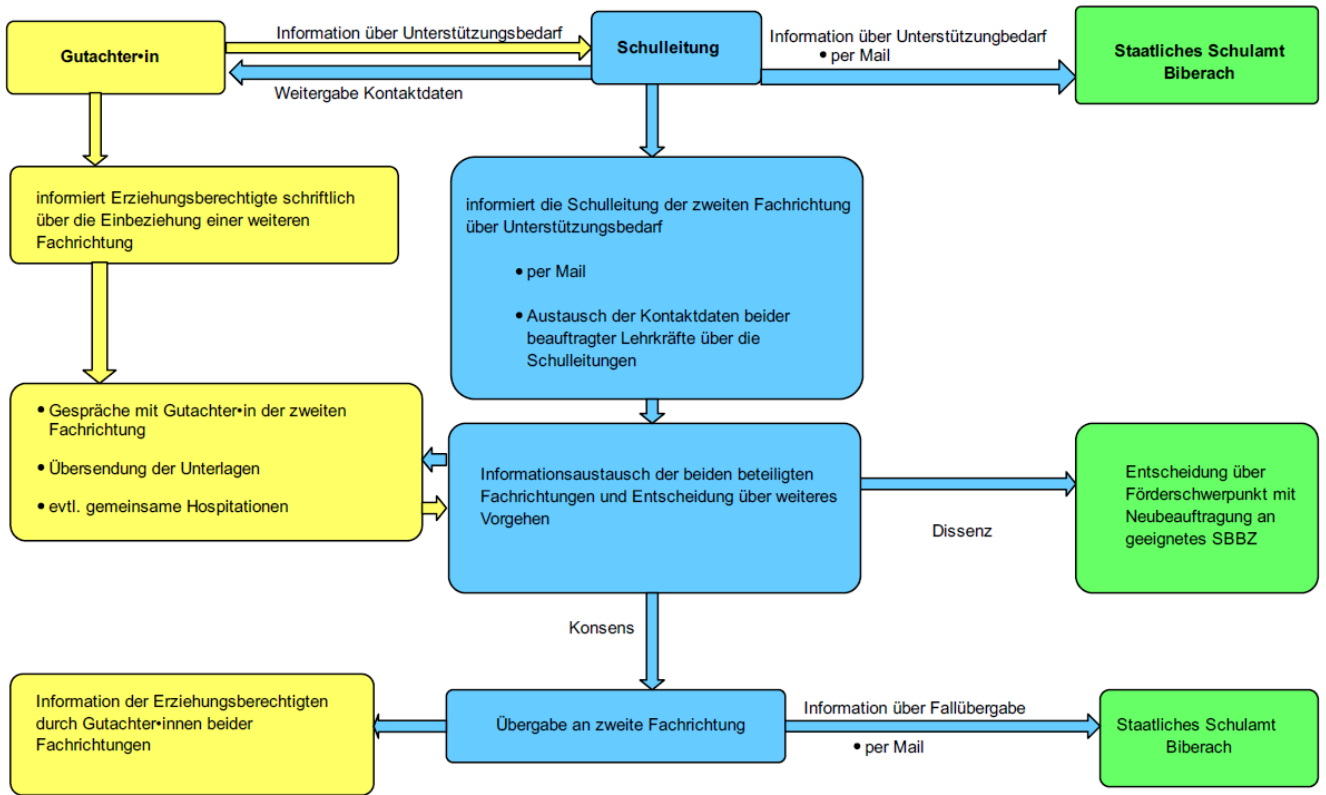 Information über Unterstützungsbedarf
Gutachter•in
Schulleitung
Weitergabe Kontaktdaten
Information über Unterstützungbedarf
• per Mail
Staatliches Schulamt
Biberach
informiert Erziehungsberechtigte schriftlich
über die Einbeziehung einer weiteren
Fachrichtung
informiert die Schulleitung der zweiten Fachrichtung
über Unterstützungsbedarf
• per Mail
• Austausch der Kontaktdaten beider
beauftragter Lehrkräfte über die
Schulleitungen
• Gespräche mit Gutachter•in der zweiten
Fachrichtung
• Übersendung der Unterlagen
• evtl. gemeinsame Hospitationen
Informationsaustausch der beiden beteiligten
Fachrichtungen und Entscheidung über weiteres
Vorgehen
Dissenz
Entscheidung über
Förderschwerpunkt mit
Neubeauftragung an
geeignetes SBBZ
Konsens
Information der Erziehungsberechtigten
durch Gutachter•innen beider
Fachrichtungen
Übergabe an zweite Fachrichtung
Information über Fallübergabe
• per Mail
Staatliches Schulamt
Biberach